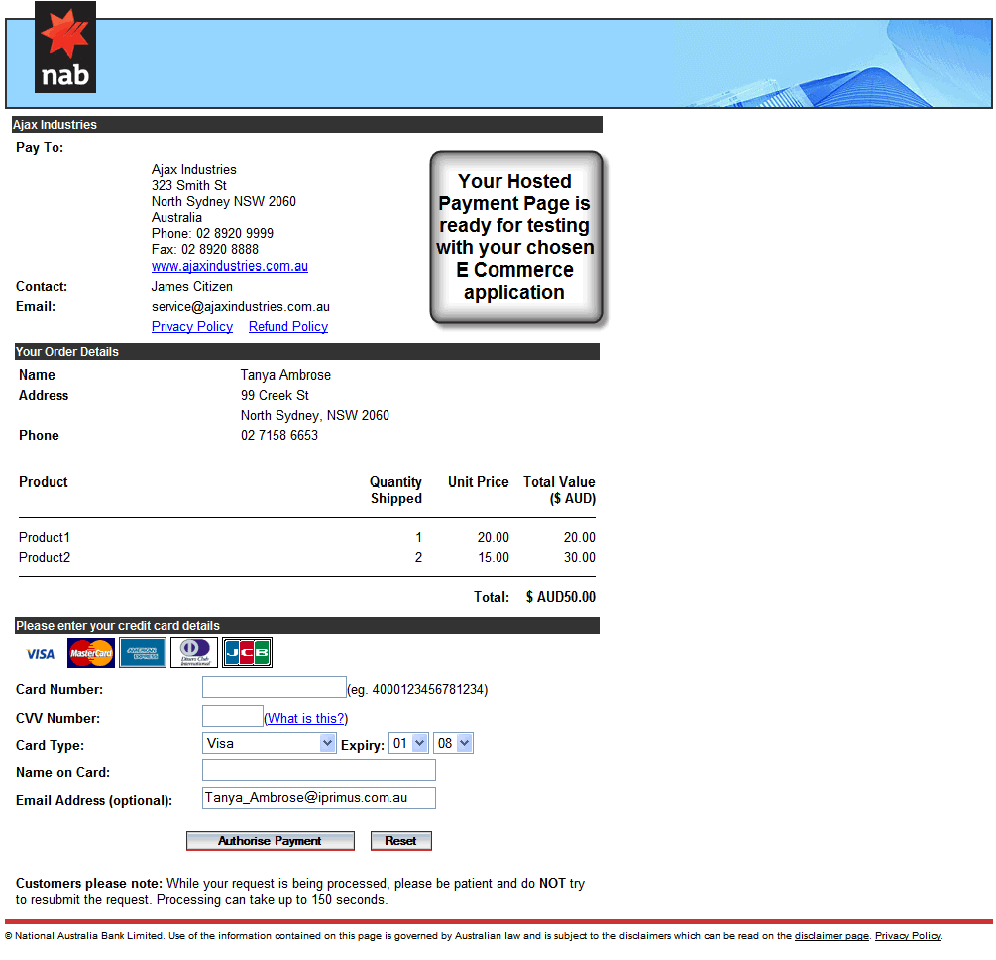 nab
Ajax Industries
Pay To:
Ajax Industries
323 Smith St
North Sydney NSW 2060
Australia
Phone: 02 8920 9999
Fax: 02 8920 8888
www.ajaxindustries.com.au
Contact: James Citizen
Email: service@ajaxindustries.com.au
Privacy Policy Refund Policy
Your Hosted
Payment Page is
ready for testing
with your chosen
E Commerce
application
Your Order Details
Name Tanya Ambrose
Address 99 Creek St
North Sydney, NSW 2060
Phone 02 7158 6653
Product Quantity Shipped Unit Price Total Value ($ AUD)
Product1 1 20.00 20.00
Product2 2 15.00 30.00
Total: $ AUD50.00
Please enter your credit card details
VISA MasterCard AMERICAN EXPRESS Diners Club International JCB
Card Number: (eg. 4000123456781234)
CVV Number: (What is this?)
Card Type: Visa Expiry: 01 08
Name on Card:
Email Address (optional): Tanya_Ambrose@iprimus.com.au
Authorise Payment Reset
Customers please note: While your request is being processed, please be patient and do NOT try
to resubmit the request. Processing can take up to 150 seconds.
© National Australia Bank Limited. Use of the information contained on this page is governed by Australian law and is subject to the disclaimers which can be read on the disclaimer page. Privacy Policy.